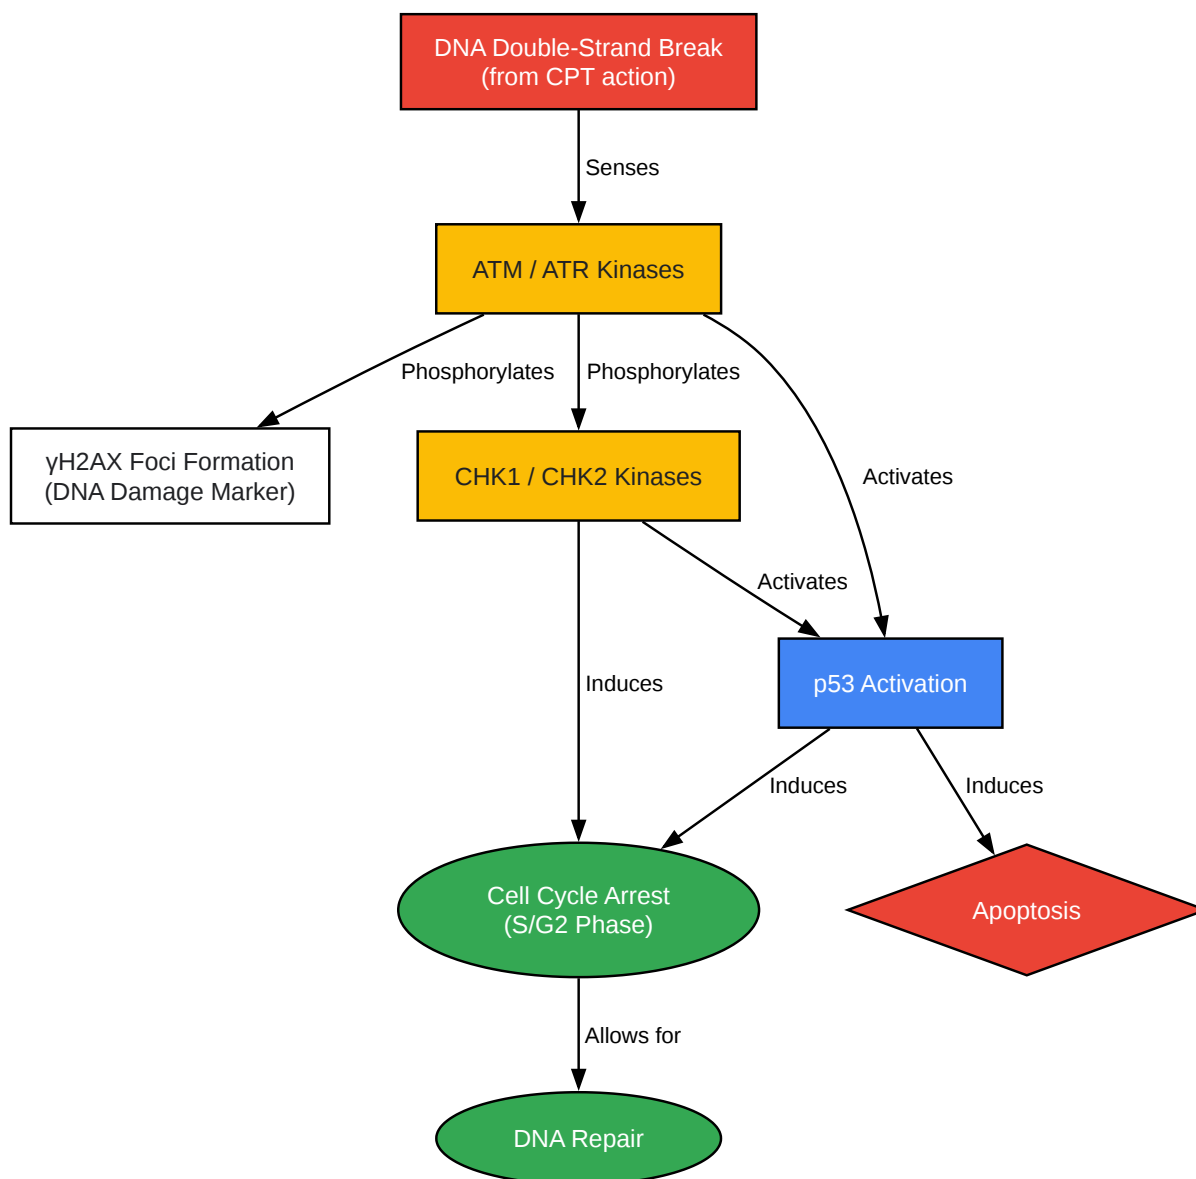 DNA Double-Strand Break
(from CPT action)
Senses
ATM / ATR Kinases
Phosphorylates
Phosphorylates
Activates
γH2AX Foci Formation
(DNA Damage Marker)
CHK1 / CHK2 Kinases
Activates
Induces
p53 Activation
Induces
Induces
Cell Cycle Arrest
(S/G2 Phase)
Apoptosis
Allows for
DNA Repair